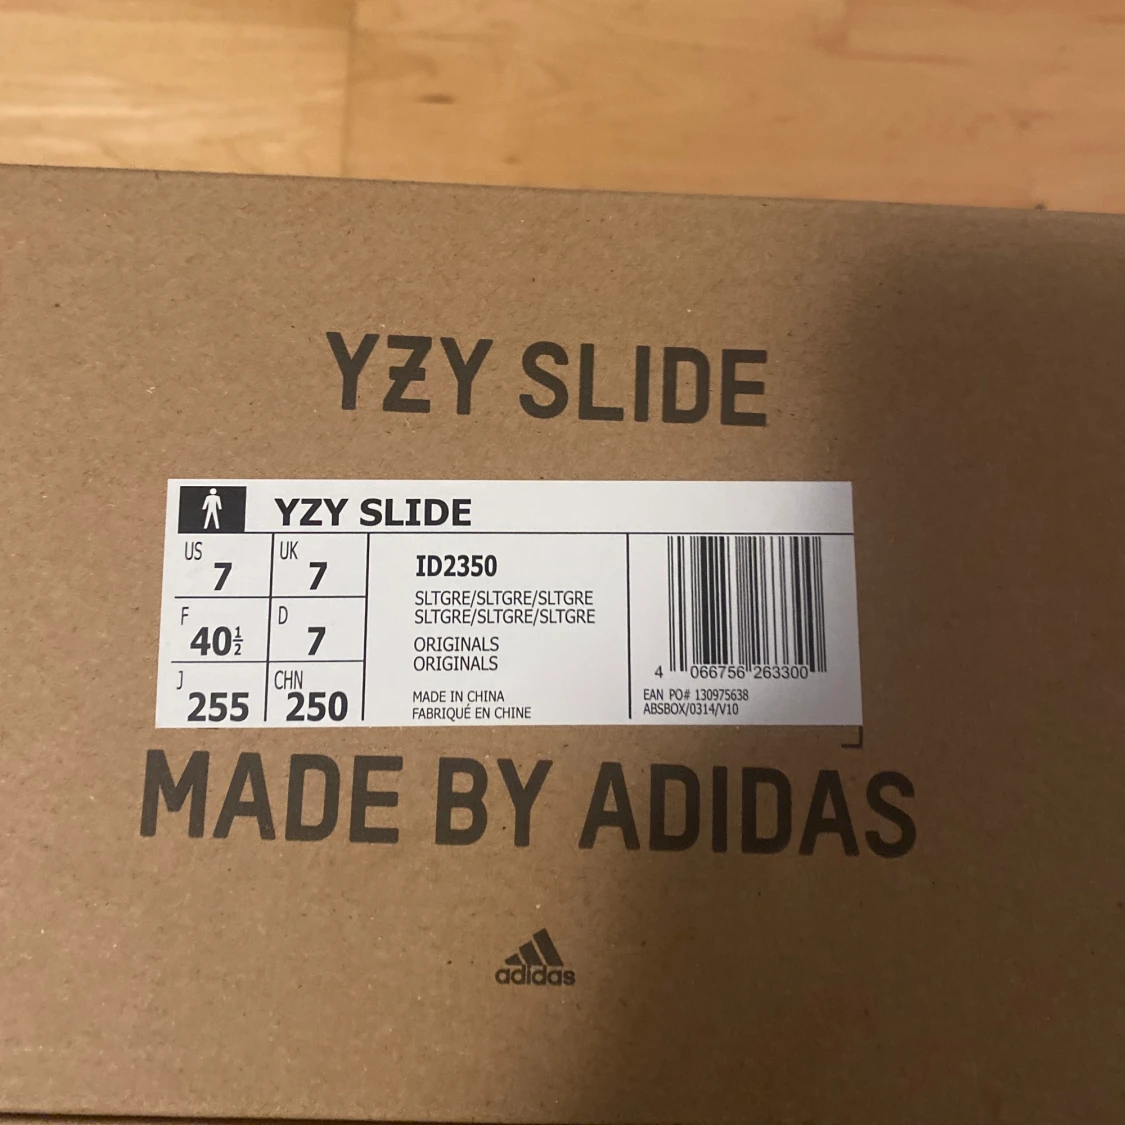 YZY SLIDE
YZY SLIDE
US 7
UK 7
F 40½
D 7
J 255
CHN 250
ID2350
SLTGRE/SLTGRE/SLTGRE
SLTGRE/SLTGRE/SLTGRE
ORIGINALS
ORIGINALS
MADE IN CHINA
FABRIQUÉ EN CHINE
4 066756 263300
EAN PO# 130975638
ABSBOX/0314/V10
MADE BY ADIDAS
adidas